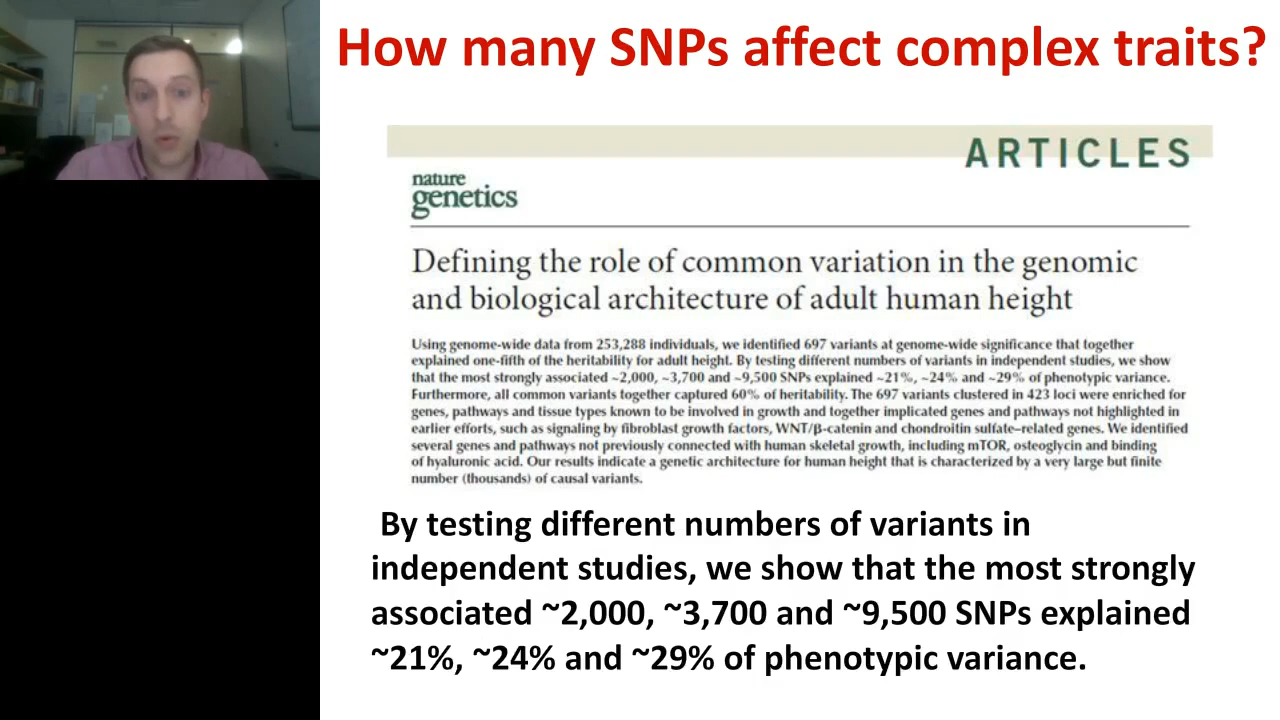 How many SNPs affect complex traits?
ARTICLES
nature
genetics
Defining the role of common variation in the genomic
and biological architecture of adult human height
Using genome-wide data from 253,288 individuals, we identified 697 variants at genome-wide significance that together
explained one-fifth of the heritability for adult height. By testing different numbers of variants in independent studies, we show
that the most strongly associated ~2,000, ~3,700 and ~9,500 SNPs explained ~21%, ~24% and ~29% of phenotypic variance.
Furthermore, all common variants together captured 60% of heritability. The 697 variants clustered in 423 loci were enriched for
genes, pathways and tissue types known to be involved in growth and together implicated genes and pathways not highlighted in
earlier efforts, such as signaling by fibroblast growth factors, WNT/β-catenin and chondroitin sulfate–related genes. We identified
several genes and pathways not previously connected with human skeletal growth, including mTOR, osteoglycin and binding
of hyaluronic acid. Our results indicate a genetic architecture for human height that is characterized by a very large but finite
number (thousands) of causal variants.
By testing different numbers of variants in
independent studies, we show that the most strongly
associated ~2,000, ~3,700 and ~9,500 SNPs explained
~21%, ~24% and ~29% of phenotypic variance.